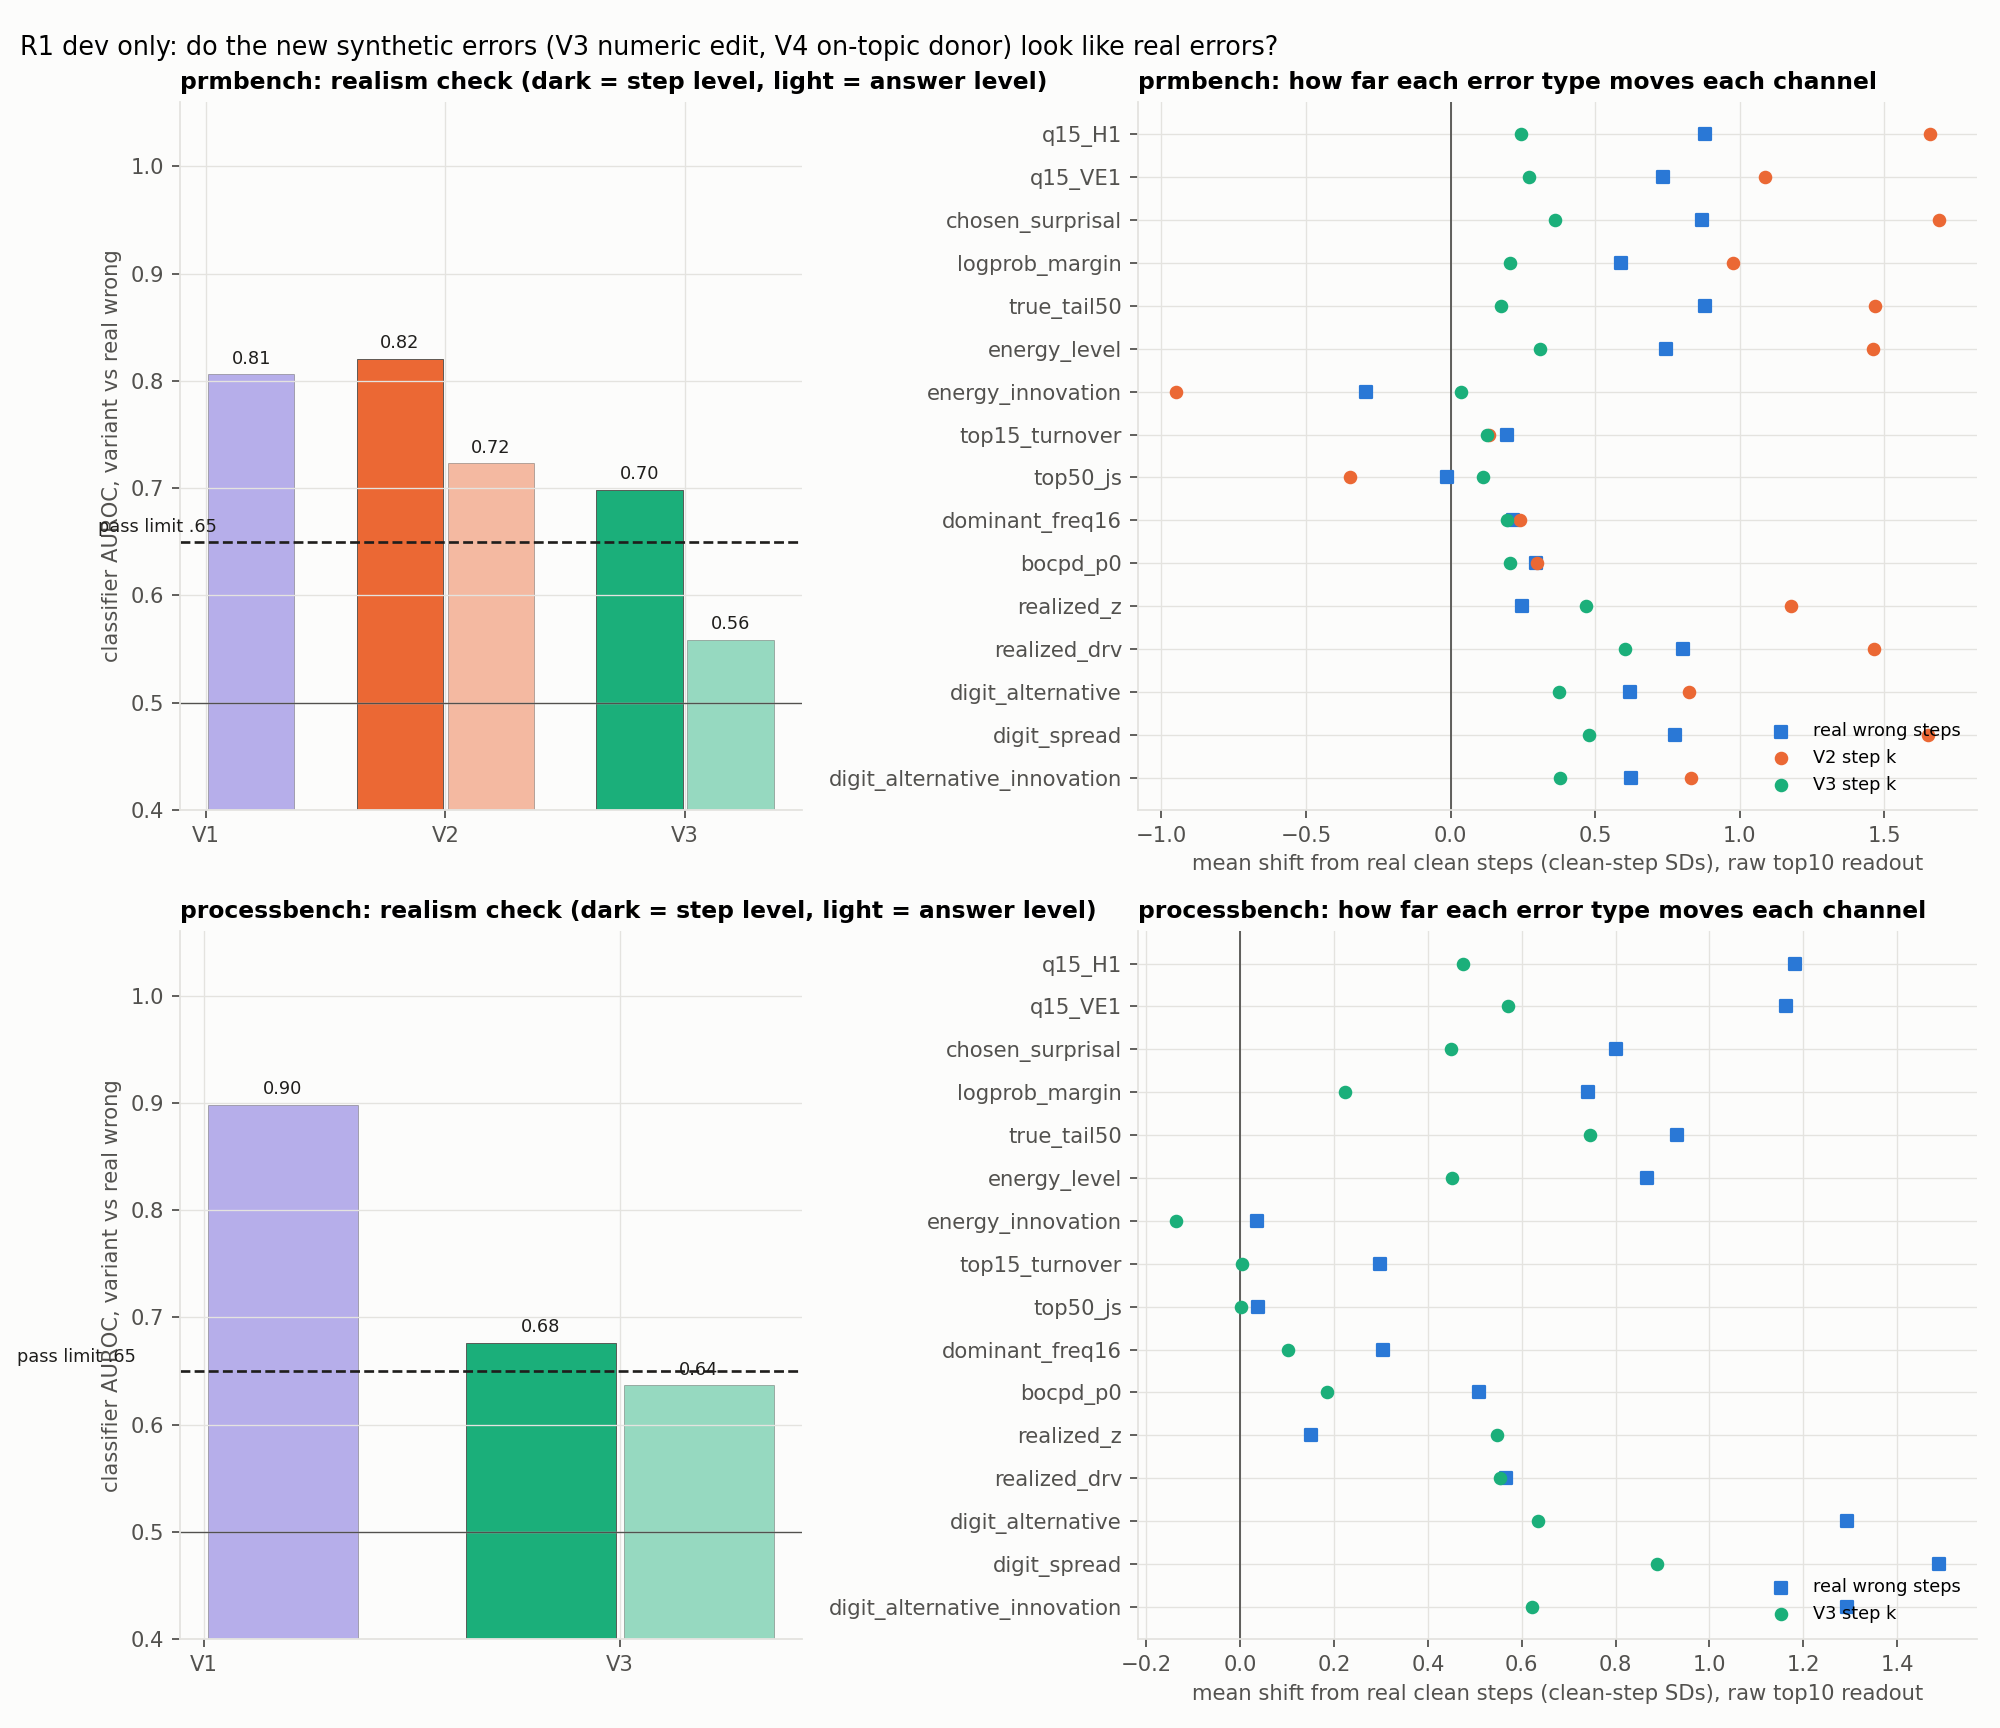 R1 dev only: do the new synthetic errors (V3 numeric edit, V4 on-topic donor) look like real errors?
prmbench: realism check (dark = step level, light = answer level)
classifier AUROC, variant vs real wrong
1.0
0.9
0.8
0.7
0.6
0.5
0.4
0.81
0.82
0.72
0.70
0.56
pass limit .65
V1
V2
V3
prmbench: how far each error type moves each channel
q15_H1
q15_VE1
chosen_surprisal
logprob_margin
true_tail50
energy_level
energy_innovation
top15_turnover
top50_js
dominant_freq16
bocpd_p0
realized_z
realized_drv
digit_alternative
digit_spread
digit_alternative_innovation
real wrong steps
V2 step k
V3 step k
−1.0
−0.5
0.0
0.5
1.0
1.5
mean shift from real clean steps (clean-step SDs), raw top10 readout
processbench: realism check (dark = step level, light = answer level)
classifier AUROC, variant vs real wrong
1.0
0.9
0.8
0.7
0.6
0.5
0.4
0.90
0.68
0.64
pass limit .65
V1
V3
processbench: how far each error type moves each channel
q15_H1
q15_VE1
chosen_surprisal
logprob_margin
true_tail50
energy_level
energy_innovation
top15_turnover
top50_js
dominant_freq16
bocpd_p0
realized_z
realized_drv
digit_alternative
digit_spread
digit_alternative_innovation
real wrong steps
V3 step k
−0.2
0.0
0.2
0.4
0.6
0.8
1.0
1.2
1.4
mean shift from real clean steps (clean-step SDs), raw top10 readout